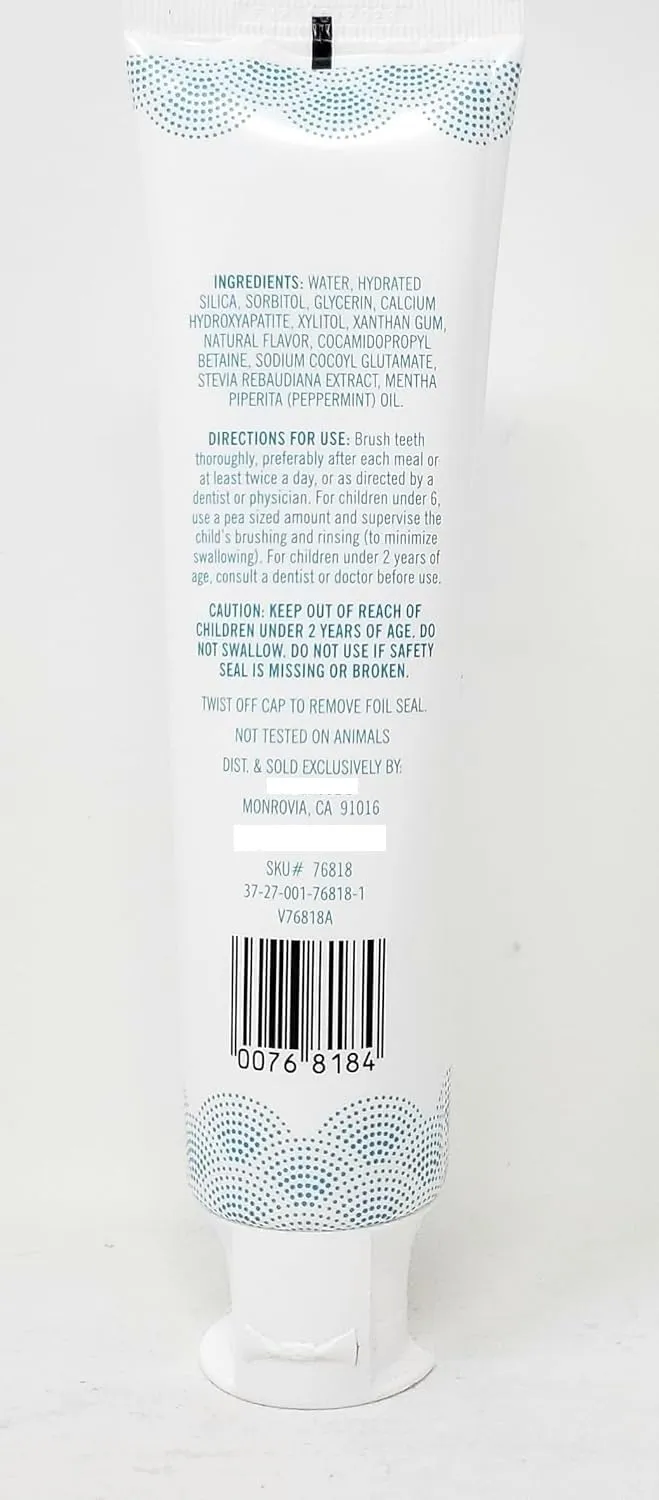 INGREDIENTS: WATER, HYDRATED
SILICA, SORBITOL, GLYCERIN, CALCIUM
HYDROXYAPATITE, XYLITOL, XANTHAN GUM,
NATURAL FLAVOR, COCAMIDOPROPYL
BETAINE, SODIUM COCOYL GLUTAMATE,
STEVIA REBAUDIANA EXTRACT, MENTHA
PIPERITA (PEPPERMINT) OIL.
DIRECTIONS FOR USE: Brush teeth
thoroughly, preferably after each meal or
at least twice a day, or as directed by a
dentist or physician. For children under 6,
use a pea sized amount and supervise the
child's brushing and rinsing (to minimize
swallowing). For children under 2 years of
age, consult a dentist or doctor before use.
CAUTION: KEEP OUT OF REACH OF
CHILDREN UNDER 2 YEARS OF AGE. DO
NOT SWALLOW. DO NOT USE IF SAFETY
SEAL IS MISSING OR BROKEN.
TWIST OFF CAP TO REMOVE FOIL SEAL.
NOT TESTED ON ANIMALS
DIST. & SOLD EXCLUSIVELY BY:
MONROVIA, CA 91016
SKU# 76818
37-27-001-76818-1
V76818A
0076 8184